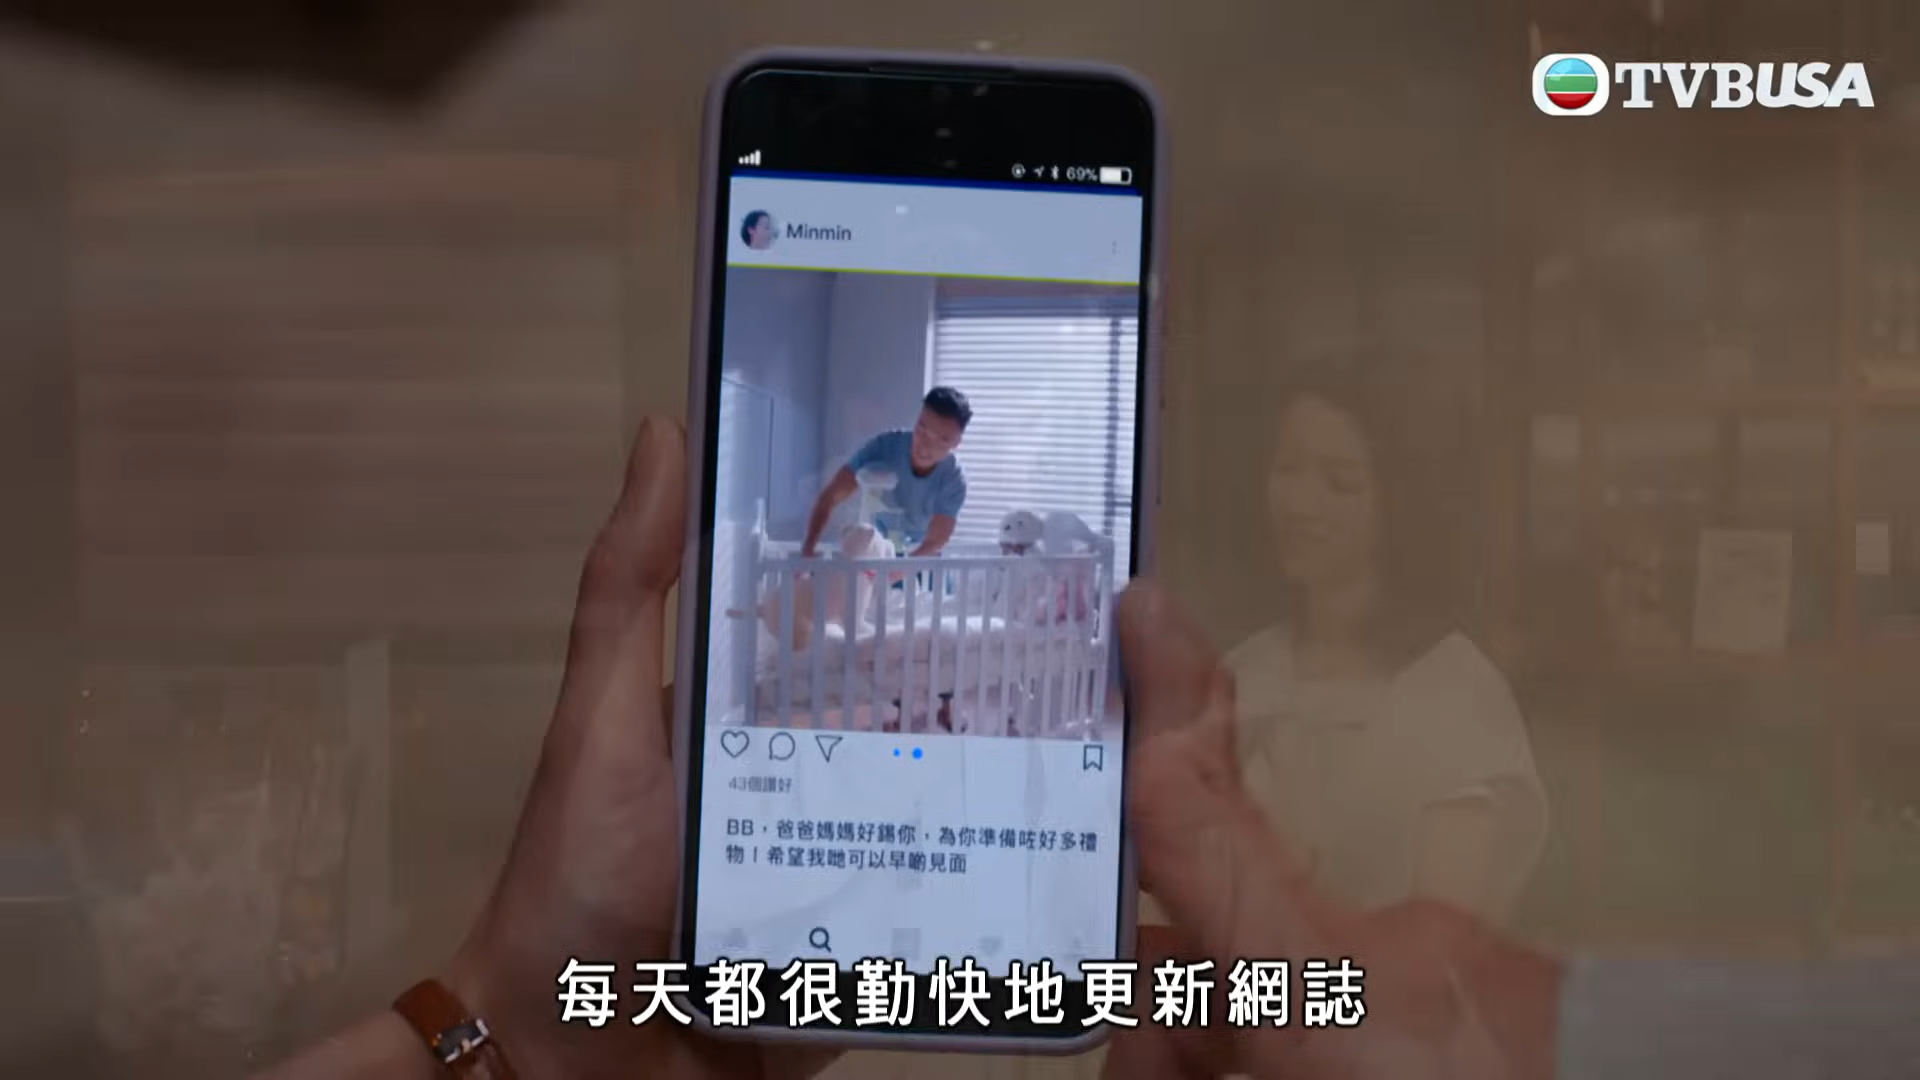 TVBUSA
69%
Minmin
43個讚好
BB，爸爸媽媽好錫你，為你準備咗好多禮
物！希望我哋可以早啲見面
每天都很勤快地更新網誌